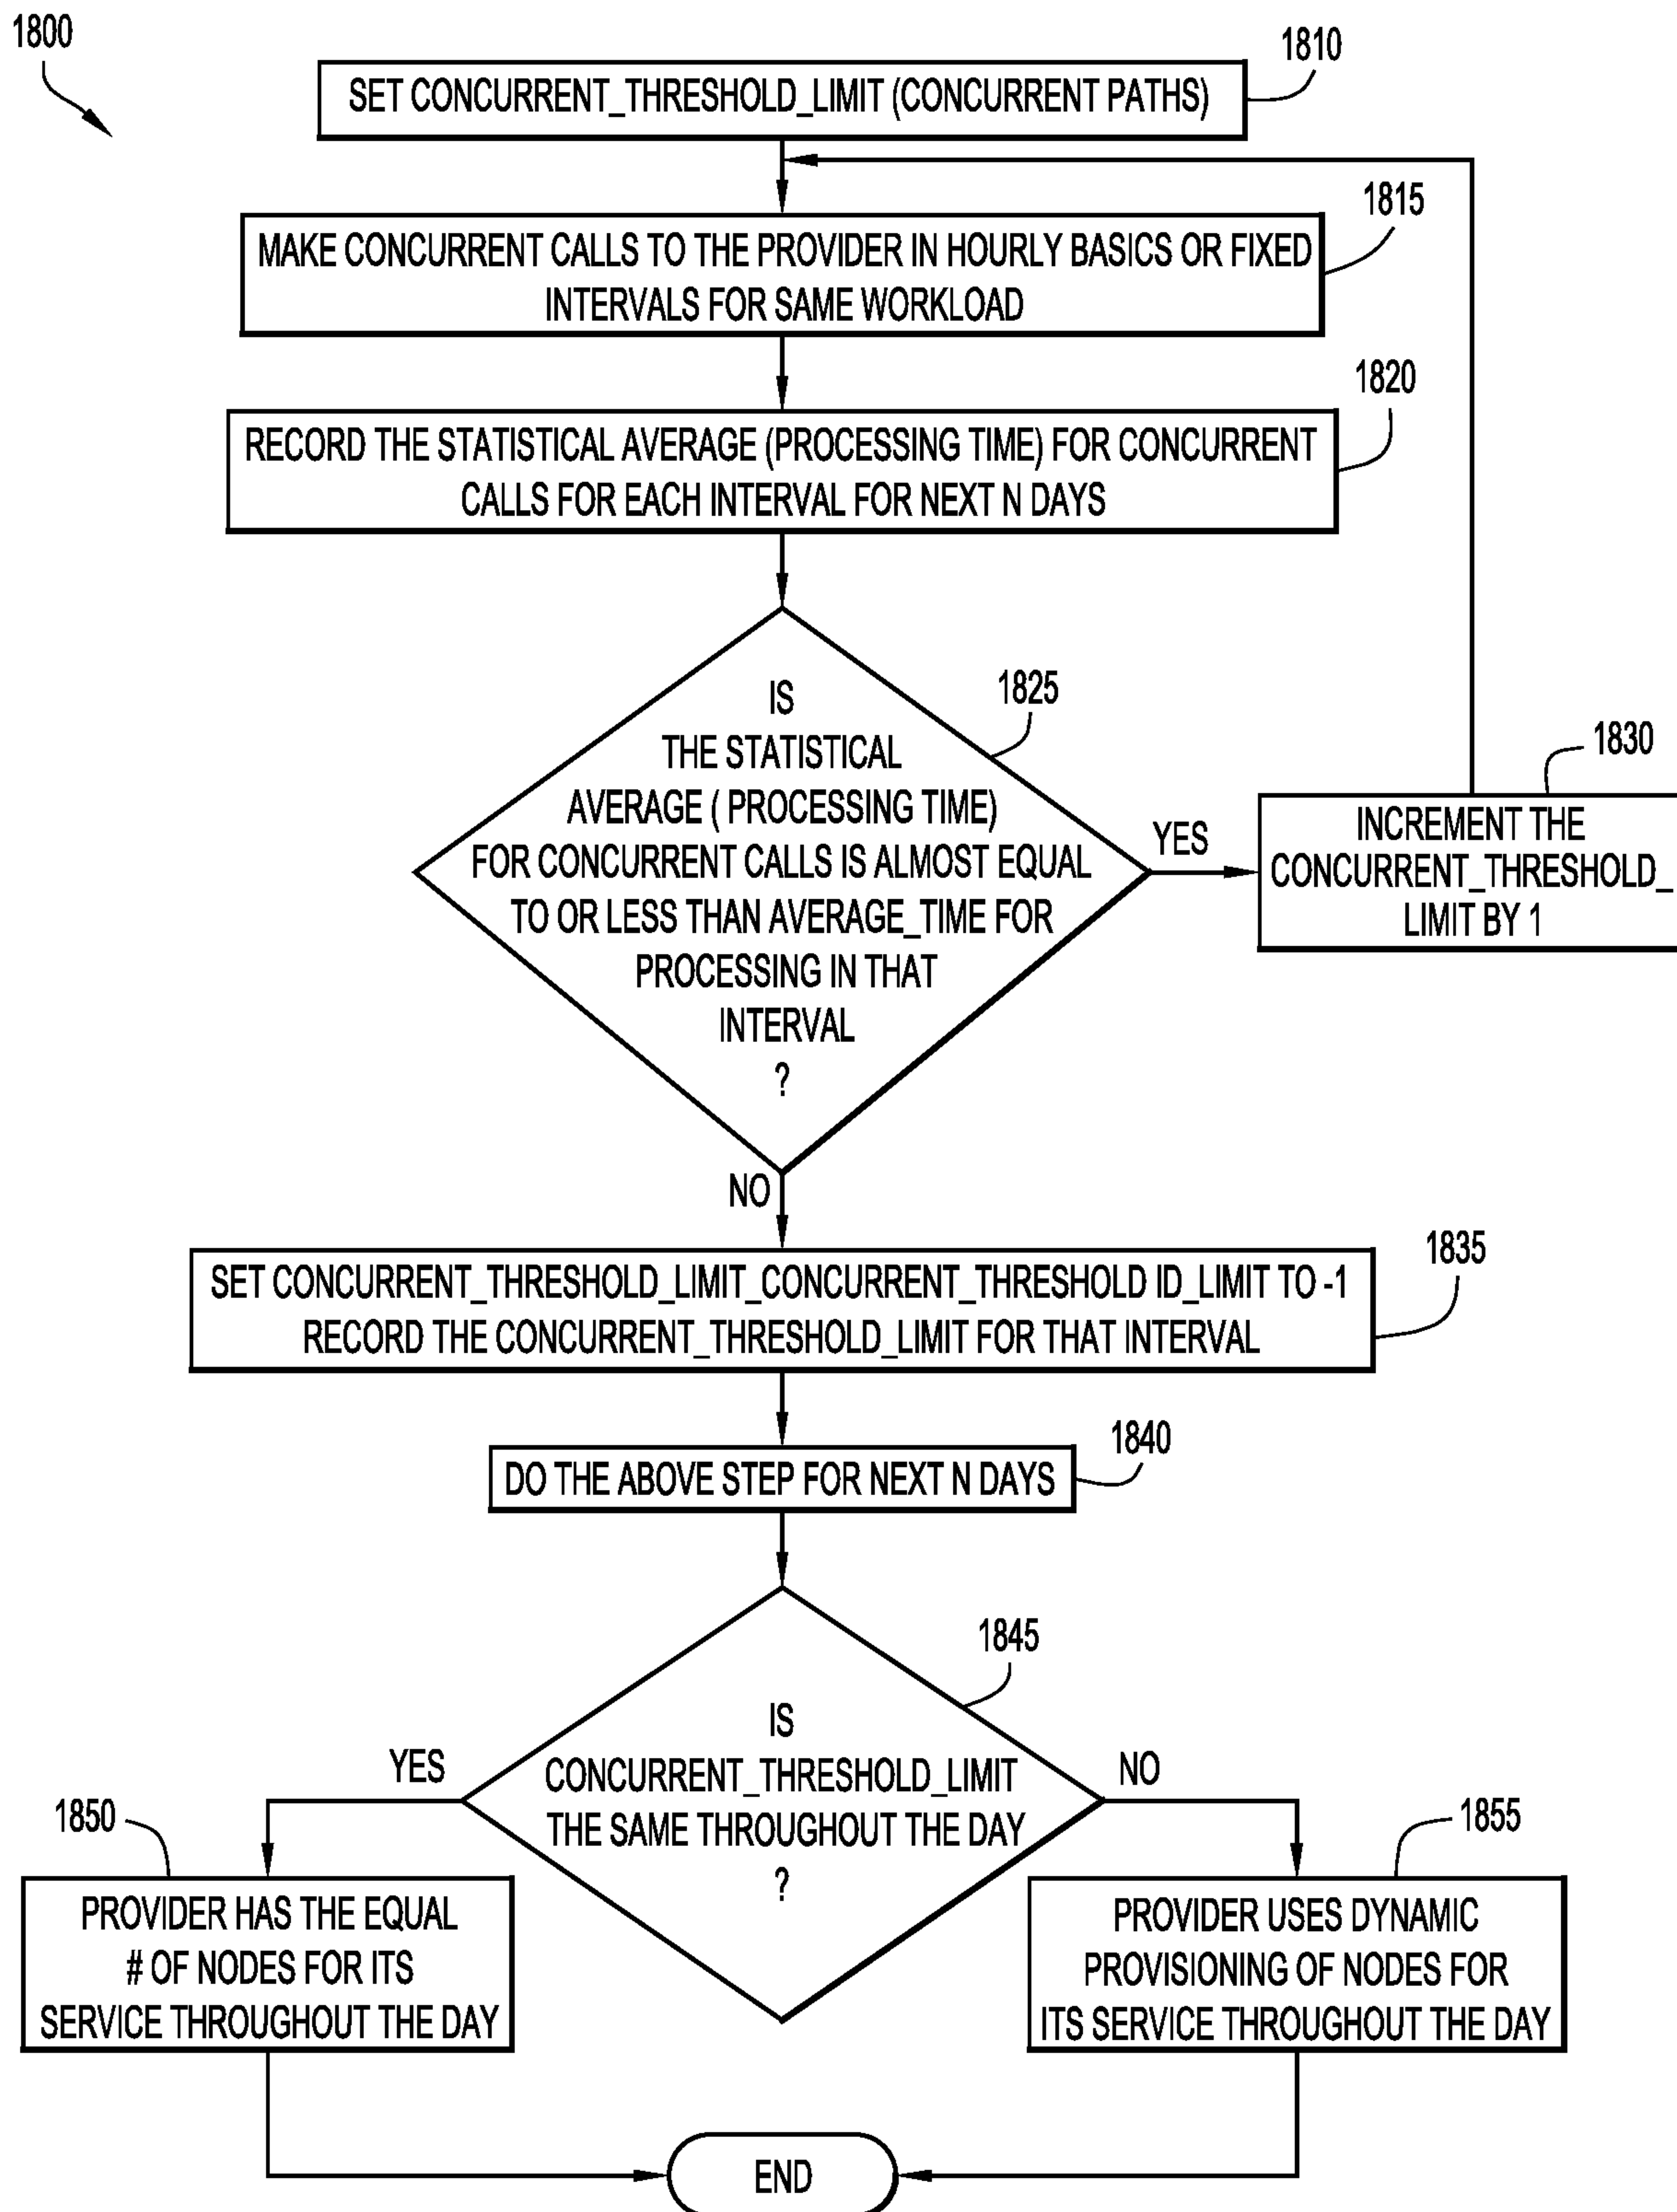 1800
1810
SET CONCURRENT_THRESHOLD_LIMIT (CONCURRENT PATHS)
1815
MAKE CONCURRENT CALLS TO THE PROVIDER IN HOURLY BASICS OR FIXED
INTERVALS FOR SAME WORKLOAD
1820
RECORD THE STATISTICAL AVERAGE (PROCESSING TIME) FOR CONCURRENT
CALLS FOR EACH INTERVAL FOR NEXT N DAYS
1825
IS
THE STATISTICAL
AVERAGE ( PROCESSING TIME)
FOR CONCURRENT CALLS IS ALMOST EQUAL
TO OR LESS THAN AVERAGE_TIME FOR
PROCESSING IN THAT
INTERVAL
?
YES
1830
INCREMENT THE
CONCURRENT_THRESHOLD_
LIMIT BY 1
NO
1835
SET CONCURRENT_THRESHOLD_LIMIT_CONCURRENT_THRESHOLD ID_LIMIT TO -1
RECORD THE CONCURRENT_THRESHOLD_LIMIT FOR THAT INTERVAL
1840
DO THE ABOVE STEP FOR NEXT N DAYS
1845
IS
CONCURRENT_THRESHOLD_LIMIT
THE SAME THROUGHOUT THE DAY
?
YES
NO
1850
PROVIDER HAS THE EQUAL
# OF NODES FOR ITS
SERVICE THROUGHOUT THE DAY
1855
PROVIDER USES DYNAMIC
PROVISIONING OF NODES FOR
ITS SERVICE THROUGHOUT THE DAY
END